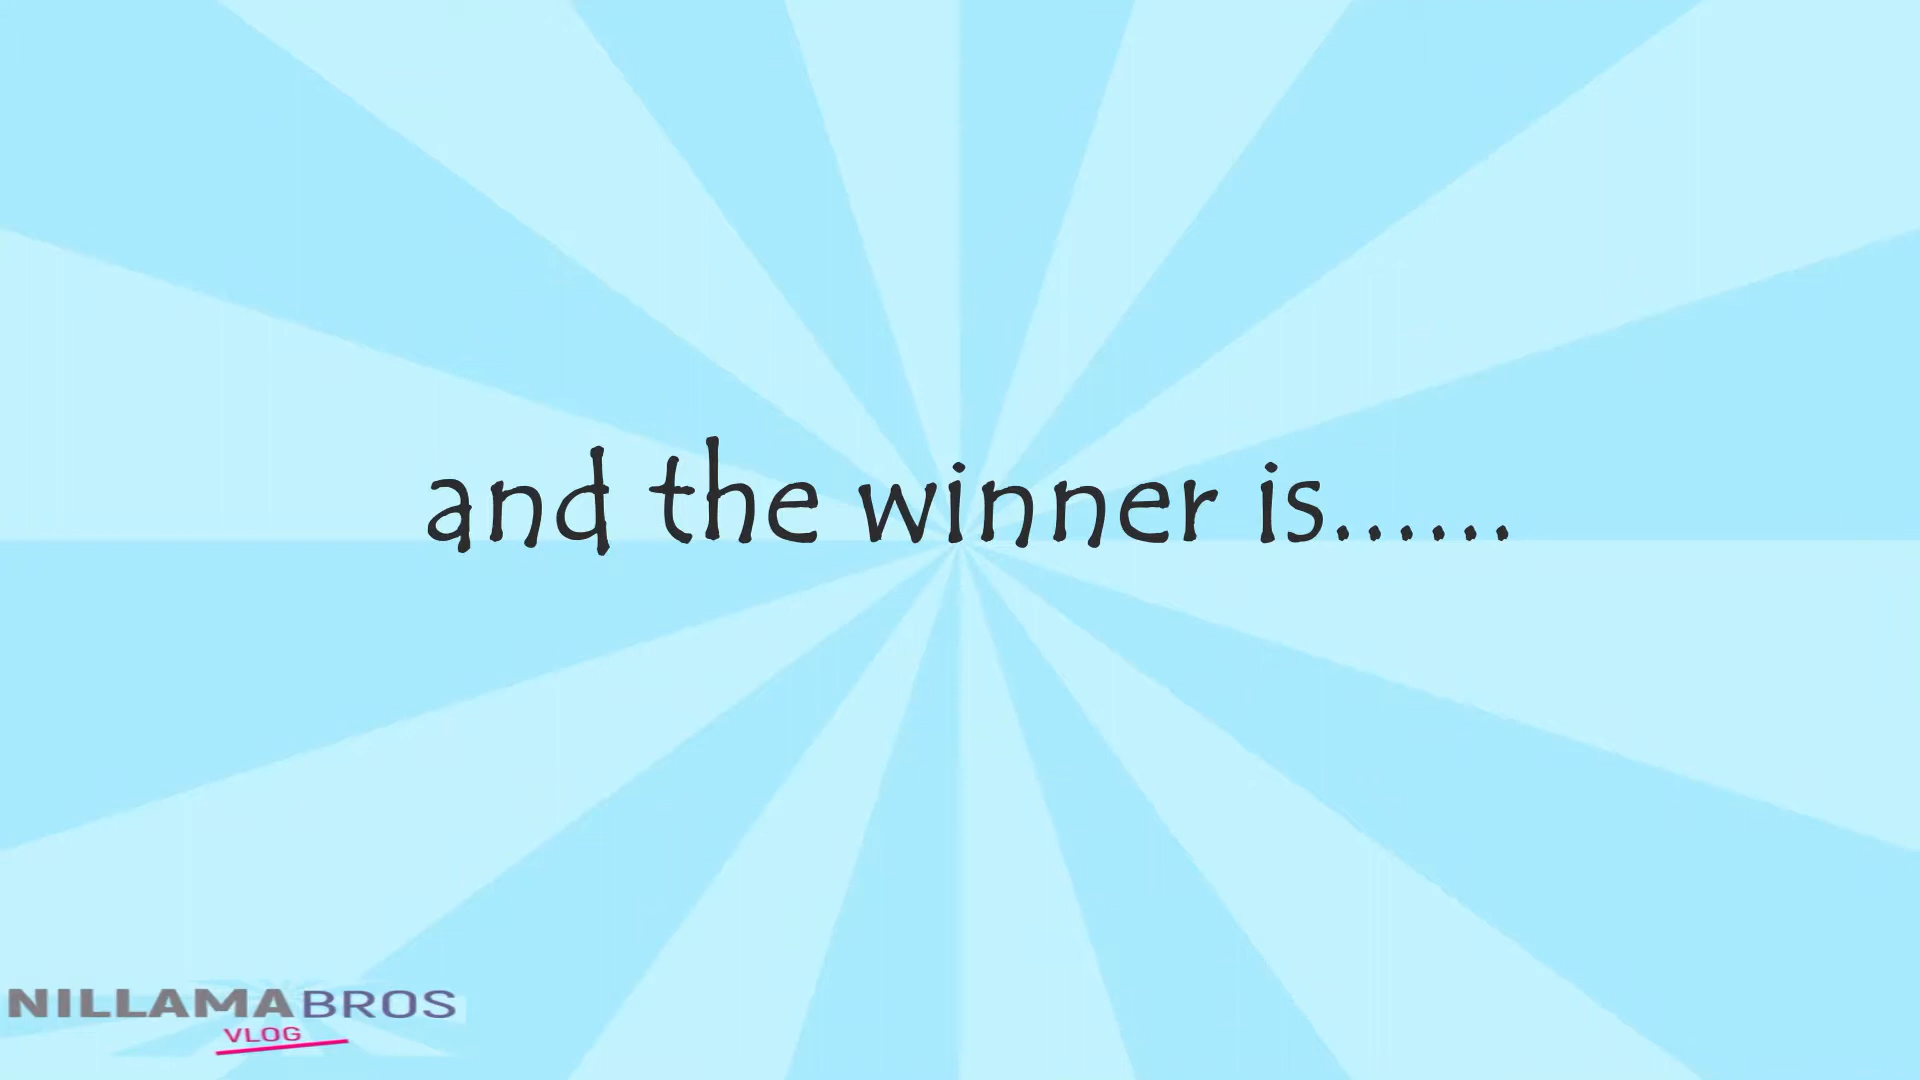 and the winner is......
NILLAMABROS
VLOG